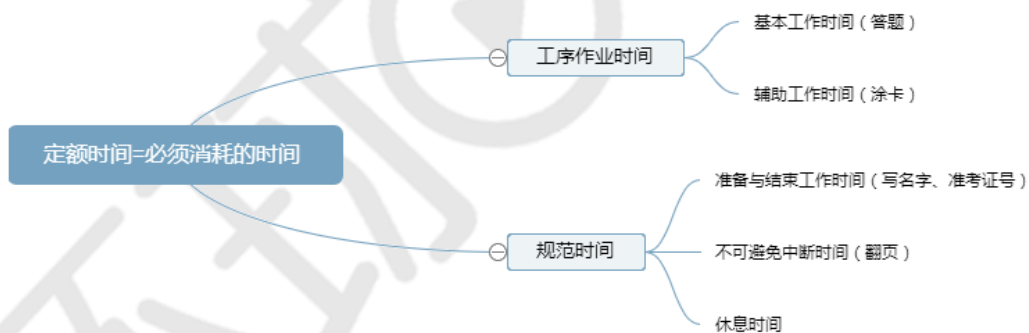 基本工作时间（答题）
工序作业时间
辅助工作时间（涂卡）
定额时间=必须消耗的时间
准备与结束工作时间（写名字、准考证号）
规范时间
不可避免中断时间（翻页）
休息时间